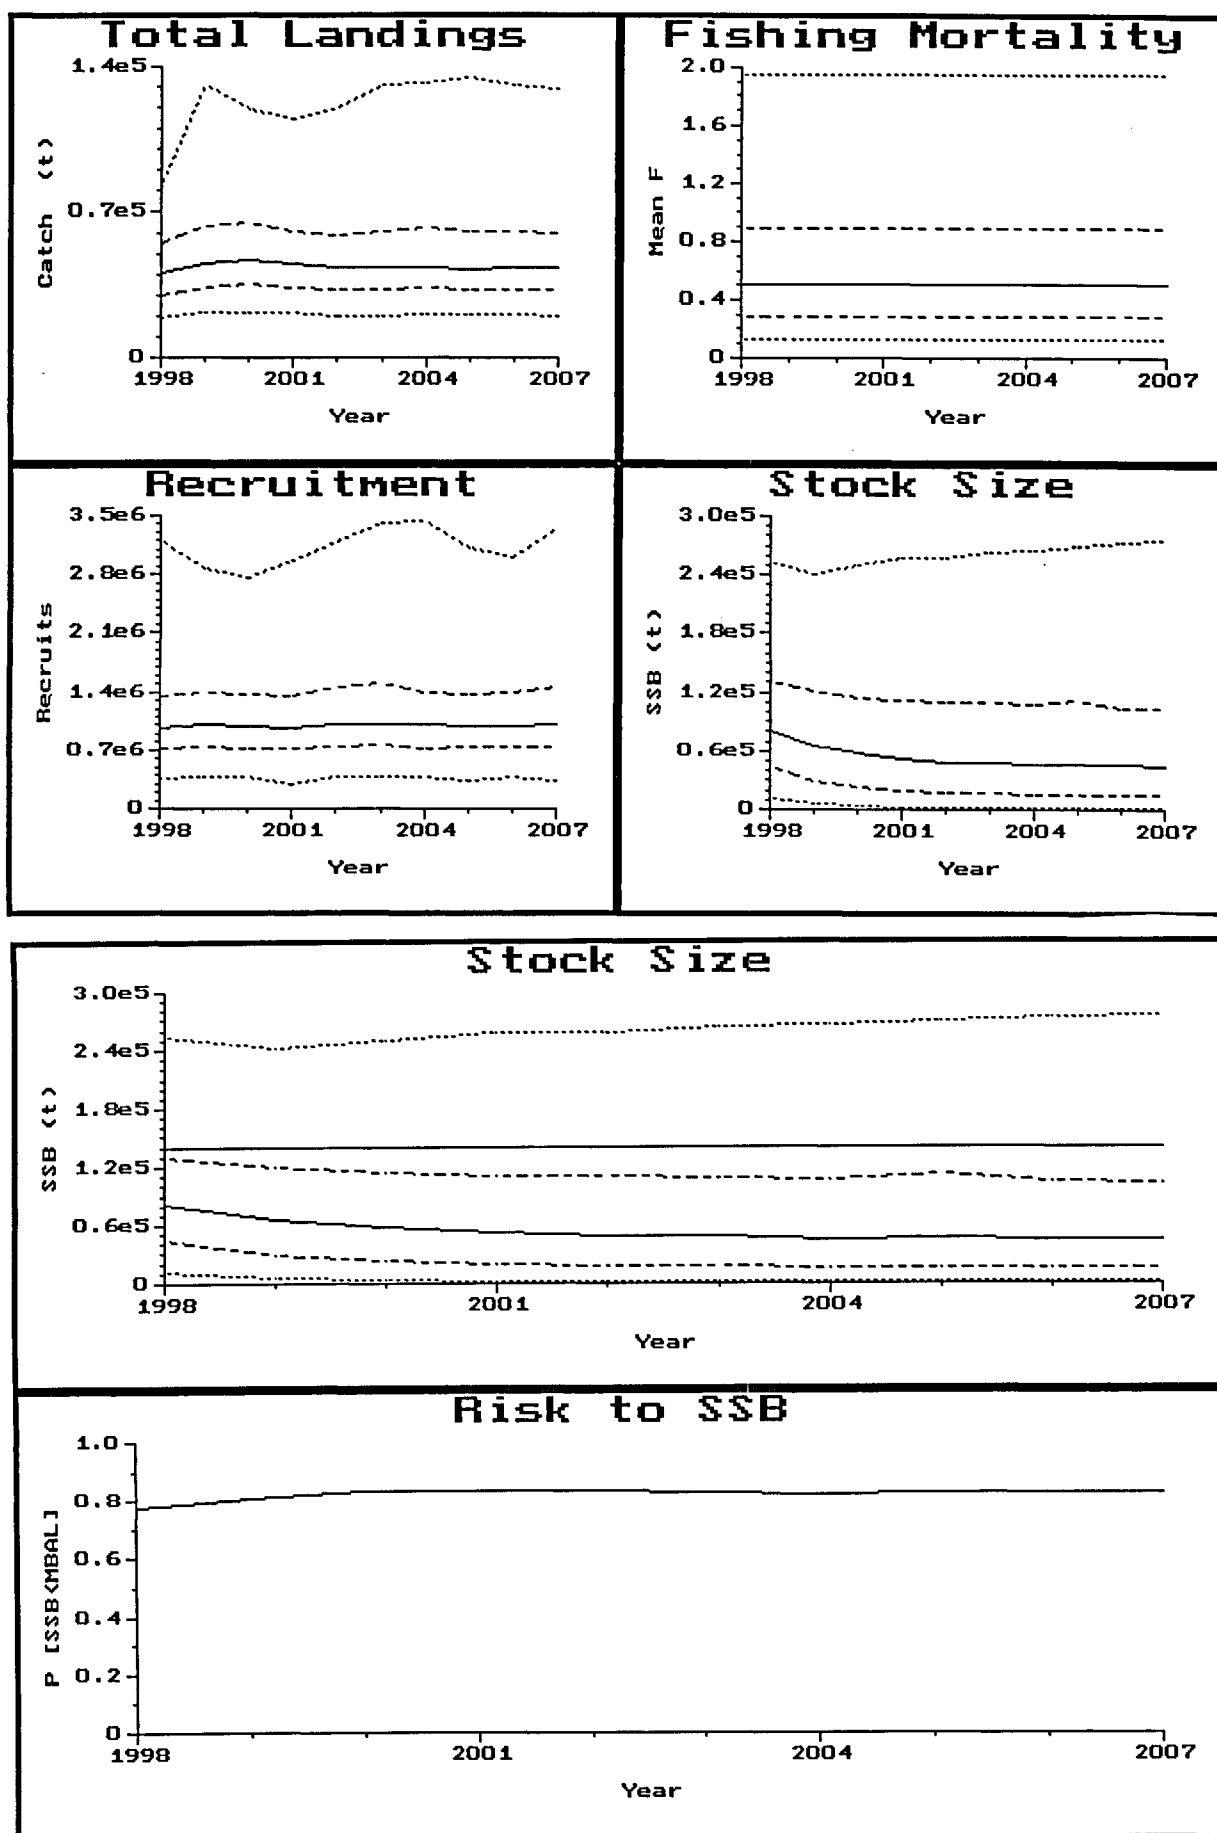 Total Landings
1.4e5
0.7e5
0
Catch (t)
1998 2001 2004 2007
Year
Fishing Mortality
2.0
1.6
1.2
0.8
0.4
0
Mean F
1998 2001 2004 2007
Year
Recruitment
3.5e6
2.8e6
2.1e6
1.4e6
0.7e6
0
Recruits
1998 2001 2004 2007
Year
Stock Size
3.0e5
2.4e5
1.8e5
1.2e5
0.6e5
0
SSB (t)
1998 2001 2004 2007
Year
Stock Size
3.0e5
2.4e5
1.8e5
1.2e5
0.6e5
0
SSB (t)
1998 2001 2004 2007
Year
Risk to SSB
1.0
0.8
0.6
0.4
0.2
0
P [SSB<MBAL]
1998 2001 2004 2007
Year